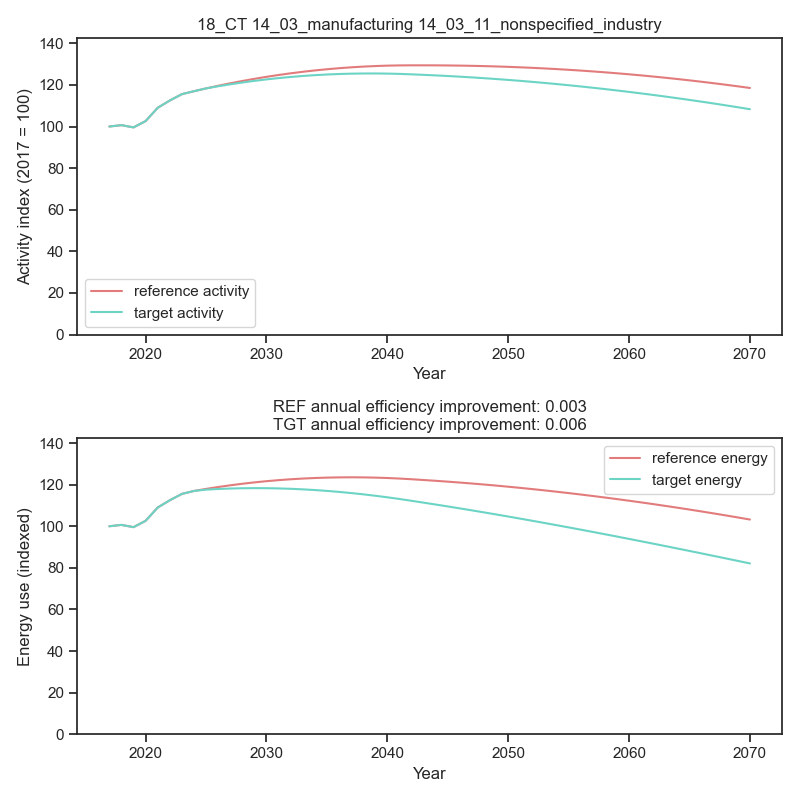 18_CT 14_03_manufacturing 14_03_11_nonspecified_industry
140
120
100
80
60
40
20
0
Activity index (2017 = 100)
reference activity
target activity
2020 2030 2040 2050 2060 2070
Year
REF annual efficiency improvement: 0.003
TGT annual efficiency improvement: 0.006
140
120
100
80
60
40
20
0
Energy use (indexed)
reference energy
target energy
2020 2030 2040 2050 2060 2070
Year